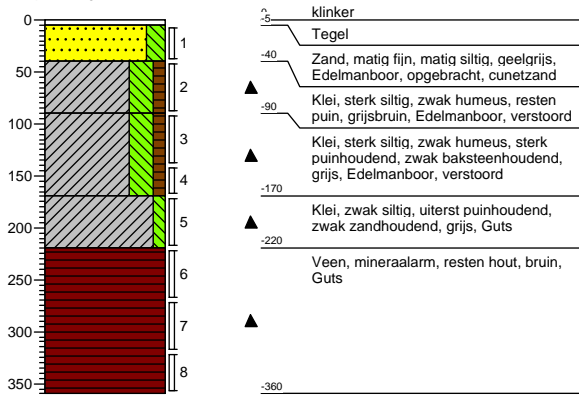 0
50
100
150
200
250
300
350
1
2
3
4
5
6
7
8
0
klinker
-5
Tegel
-40
Zand, matig fijn, matig siltig, geelgrijs,
Edelmanboor, opgebracht, cunetzand
-90
Klei, sterk siltig, zwak humeus, resten
puin, grijsbruin, Edelmanboor, verstoord
Klei, sterk siltig, zwak humeus, sterk
puinhoudend, zwak baksteenhoudend,
grijs, Edelmanboor, verstoord
-170
Klei, zwak siltig, uiterst puinhoudend,
zwak zandhoudend, grijs, Guts
-220
Veen, mineraalarm, resten hout, bruin,
Guts
-360